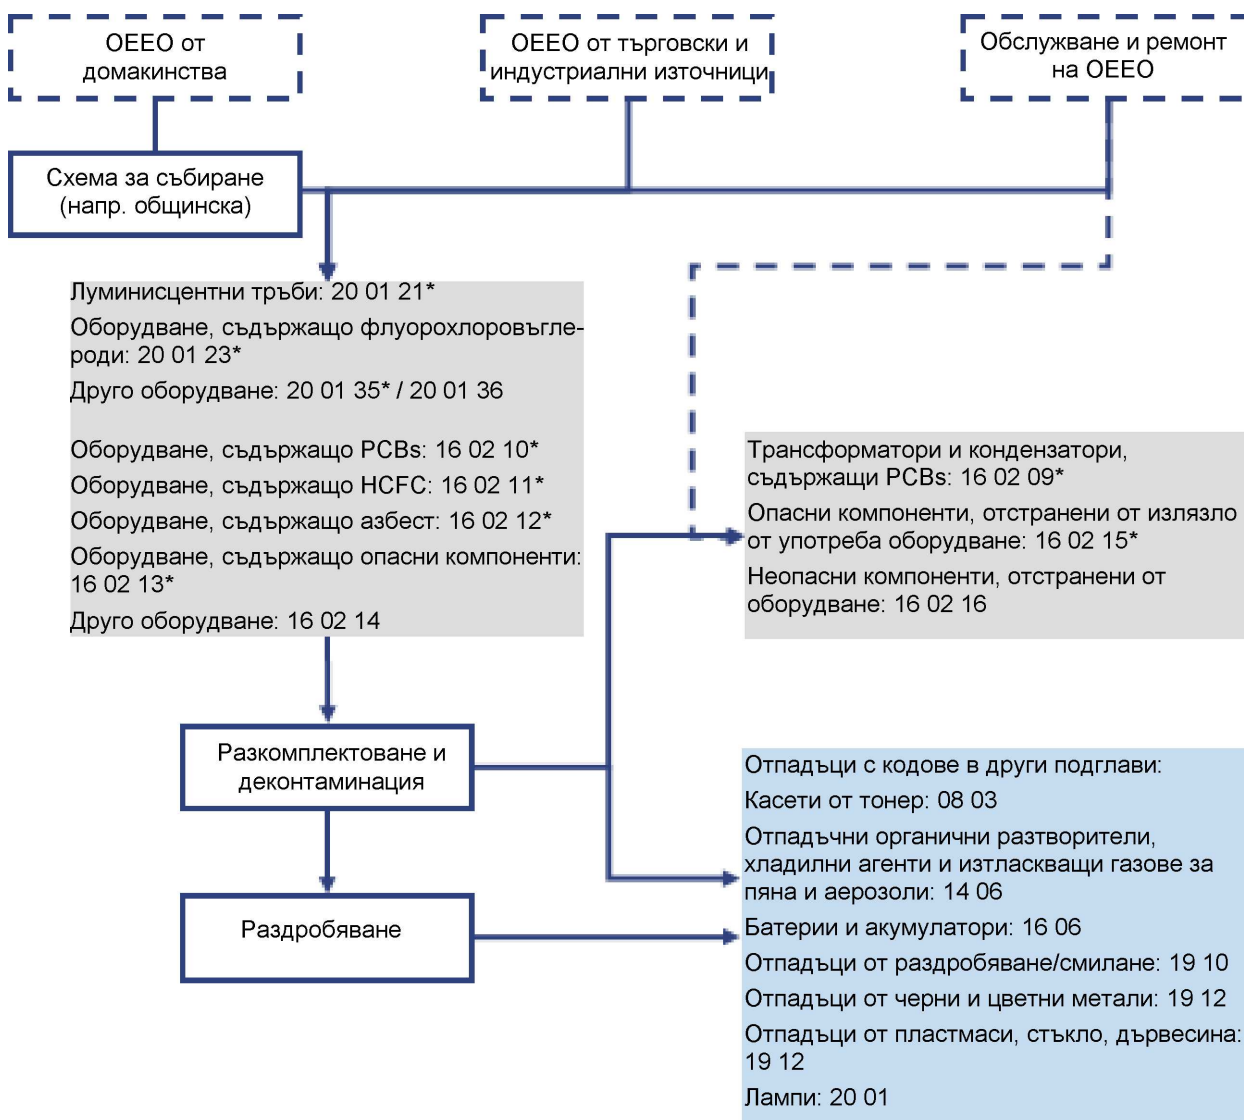 ОЕЕО от
домакинства
ОЕЕО от търговски и
индустриални източници
Обслужване и ремонт
на ОЕЕО
Схема за събиране
(напр. общинска)
Луминисцентни тръби: 20 01 21*
Оборудване, съдържащо флуорохлоровъгле-
роди: 20 01 23*
Друго оборудване: 20 01 35* / 20 01 36
Оборудване, съдържащо PCBs: 16 02 10*
Оборудване, съдържащо HCFC: 16 02 11*
Оборудване, съдържащо азбест: 16 02 12*
Оборудване, съдържащо опасни компоненти:
16 02 13*
Друго оборудване: 16 02 14
Трансформатори и кондензатори,
съдържащи PCBs: 16 02 09*
Опасни компоненти, отстранени от излязло
от употреба оборудване: 16 02 15*
Неопасни компоненти, отстранени от
оборудване: 16 02 16
Разкомплектоване и
деконтаминация
Раздробяване
Отпадъци с кодове в други подглави:
Касети от тонер: 08 03
Отпадъчни органични разтворители,
хладилни агенти и изтласкващи газове за
пяна и аерозоли: 14 06
Батерии и акумулатори: 16 06
Отпадъци от раздробяване/смилане: 19 10
Отпадъци от черни и цветни метали: 19 12
Отпадъци от пластмаси, стъкло, дървесина:
19 12
Лампи: 20 01